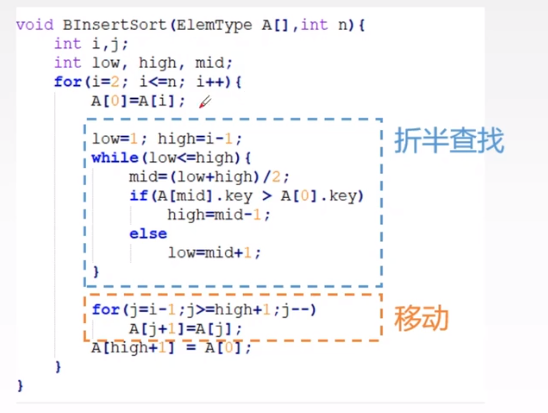 void BInsertSort(ElemType A[],int n){
    int i,j;
    int low, high, mid;
    for(i=2; i<=n; i++){
        A[0]=A[i];
        low=1; high=i-1;
        while(low<=high){
            mid=(low+high)/2;
            if(A[mid].key > A[0].key)
                high=mid-1;
            else
                low=mid+1;
        }
折半查找
        for(j=i-1;j>=high+1;j--)
            A[j+1]=A[j];
移动
        A[high+1] = A[0];
    }
}